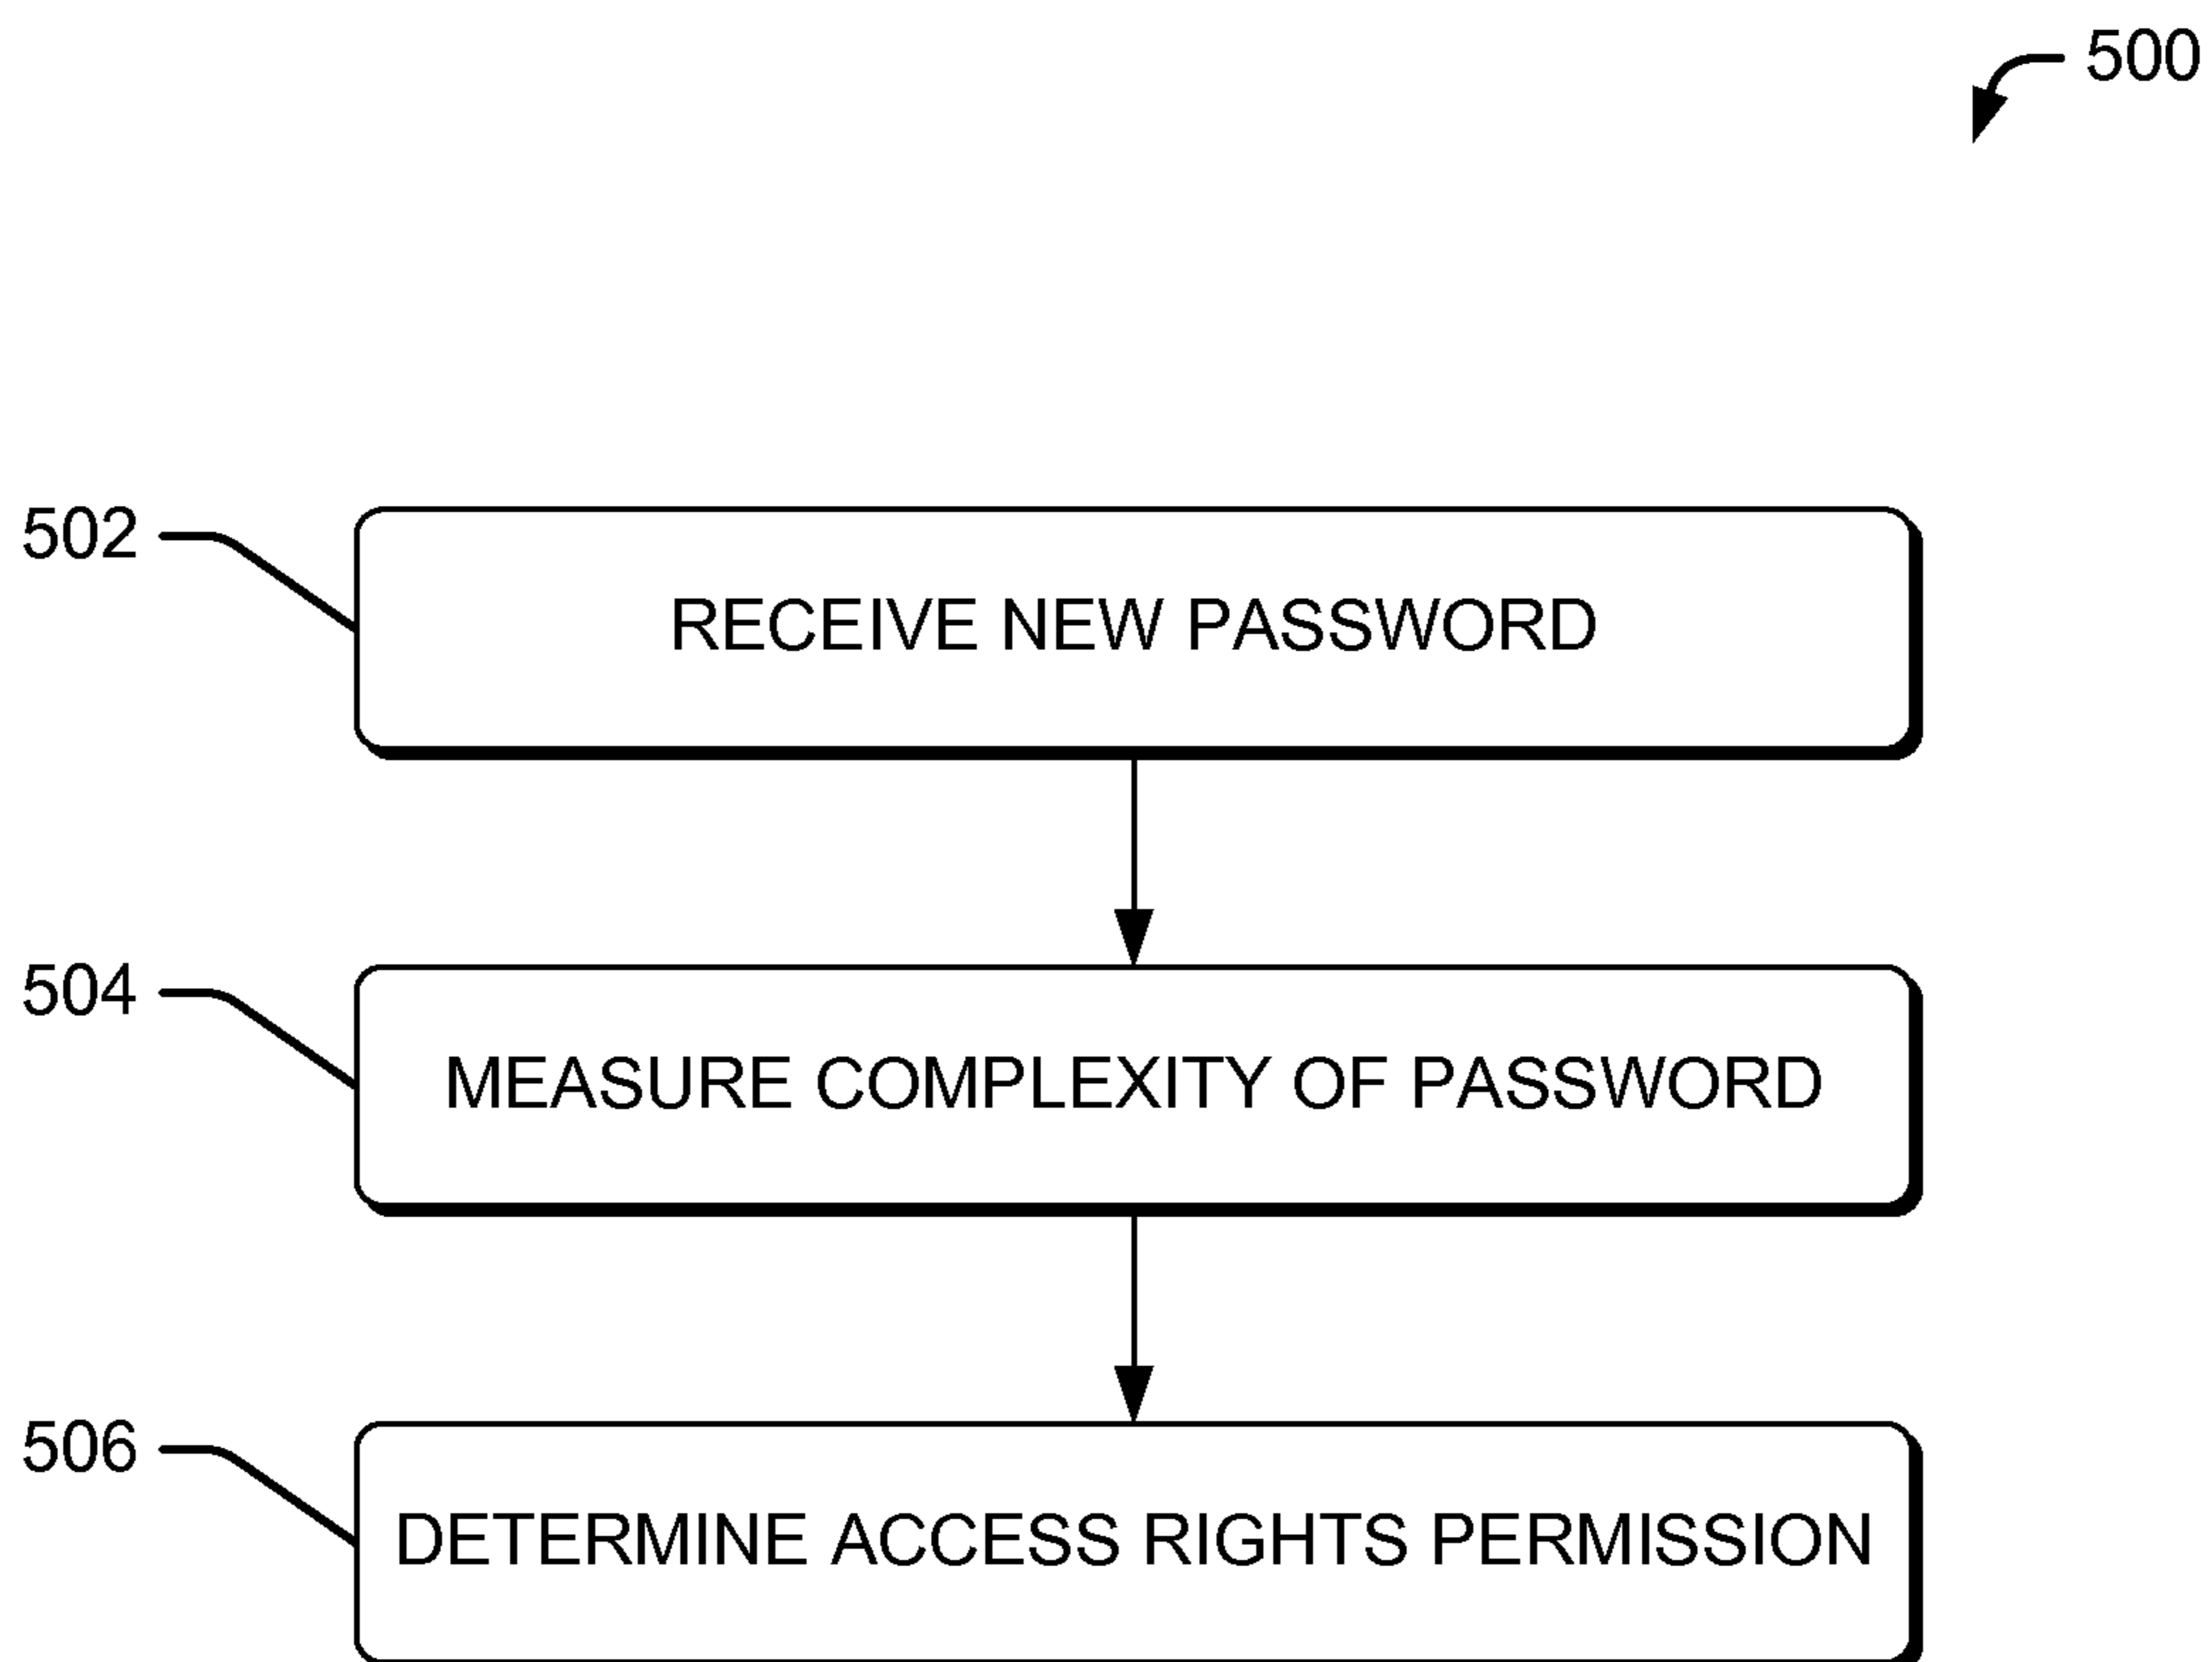 500
502
RECEIVE NEW PASSWORD
504
MEASURE COMPLEXITY OF PASSWORD
506
DETERMINE ACCESS RIGHTS PERMISSION